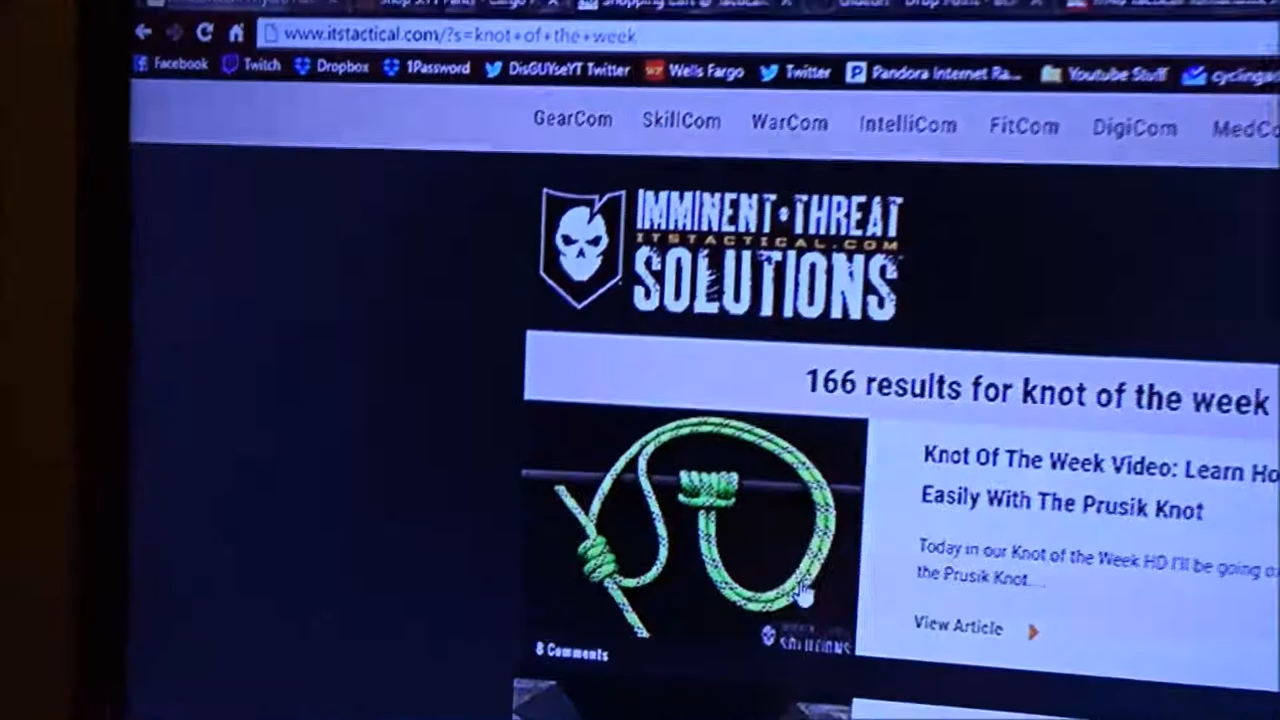 www.itstactical.com/?s=knot+of+the+week
Facebook Twitch Dropbox 1Password DisGUYseYT Twitter Wells Fargo Twitter Pandora Internet Ra... Youtube Stuff
GearCom SkillCom WarCom IntelliCom FitCom DigiCom
IMMINENT THREAT
ITSTACTICAL.COM
SOLUTIONS
166 results for knot of the week
Knot Of The Week Video: Learn
Easily With The Prusik Knot
Today in our Knot of the Week HD I'll be going
the Prusik Knot....
View Article
8 Comments
SOLUTIONS